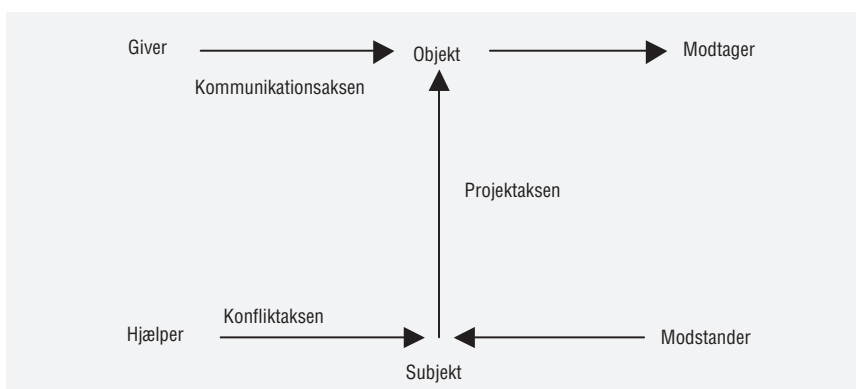 Giver
Objekt
Modtager
Kommunikationsaksen
Projektaksen
Konfliktaksen
Hjælper
Modstander
Subjekt